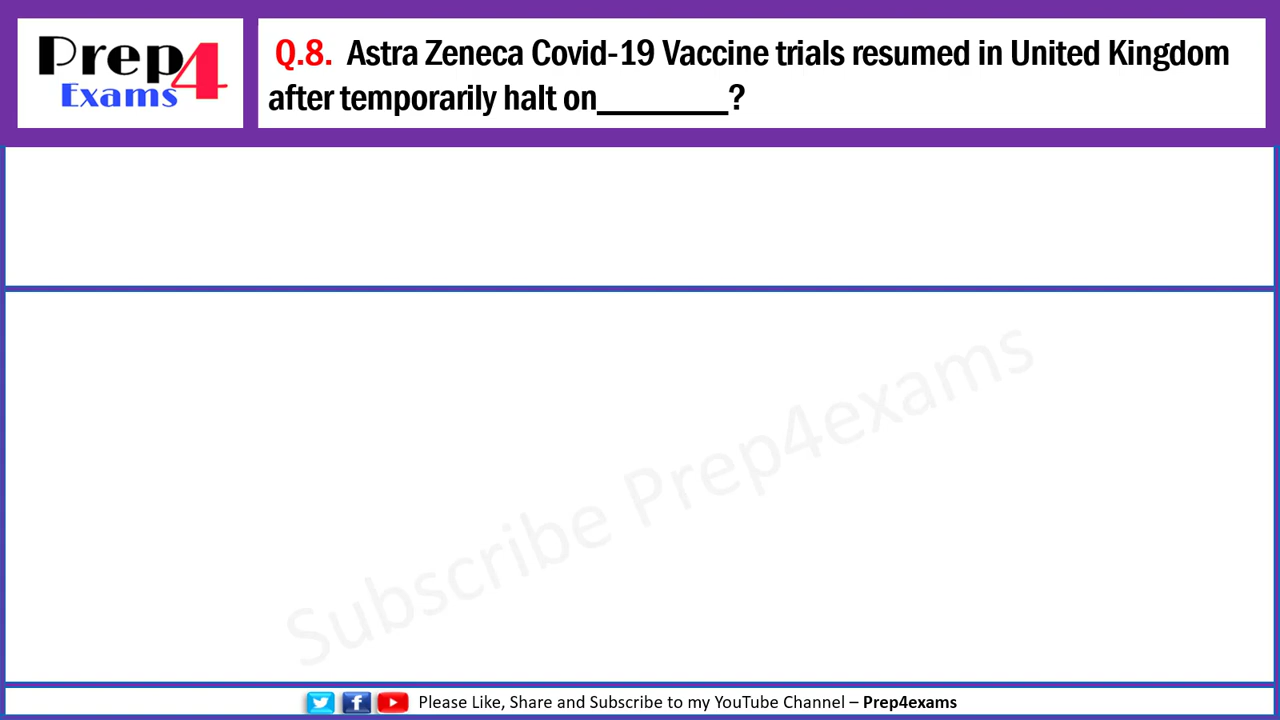 Prep4
Exams
Q.8. Astra Zeneca Covid-19 Vaccine trials resumed in United Kingdom
after temporarily halt on________?
Subscribe Prep4exams
Please Like, Share and Subscribe to my YouTube Channel – Prep4exams